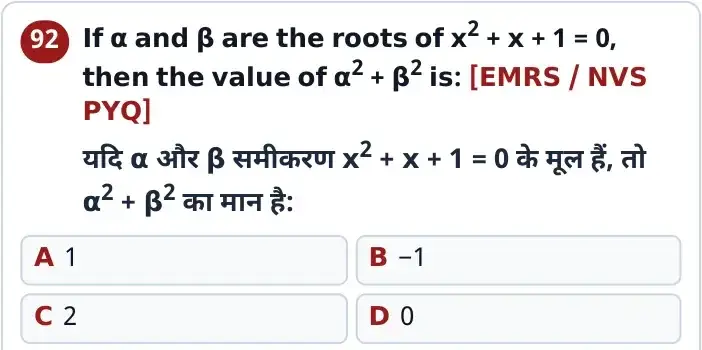 92 If α and β are the roots of x² + x + 1 = 0,
then the value of α² + β² is: [EMRS / NVS
PYQ]
यदि α और β समीकरण x² + x + 1 = 0 के मूल हैं, तो
α² + β² का मान है:
A 1 B −1
C 2 D 0